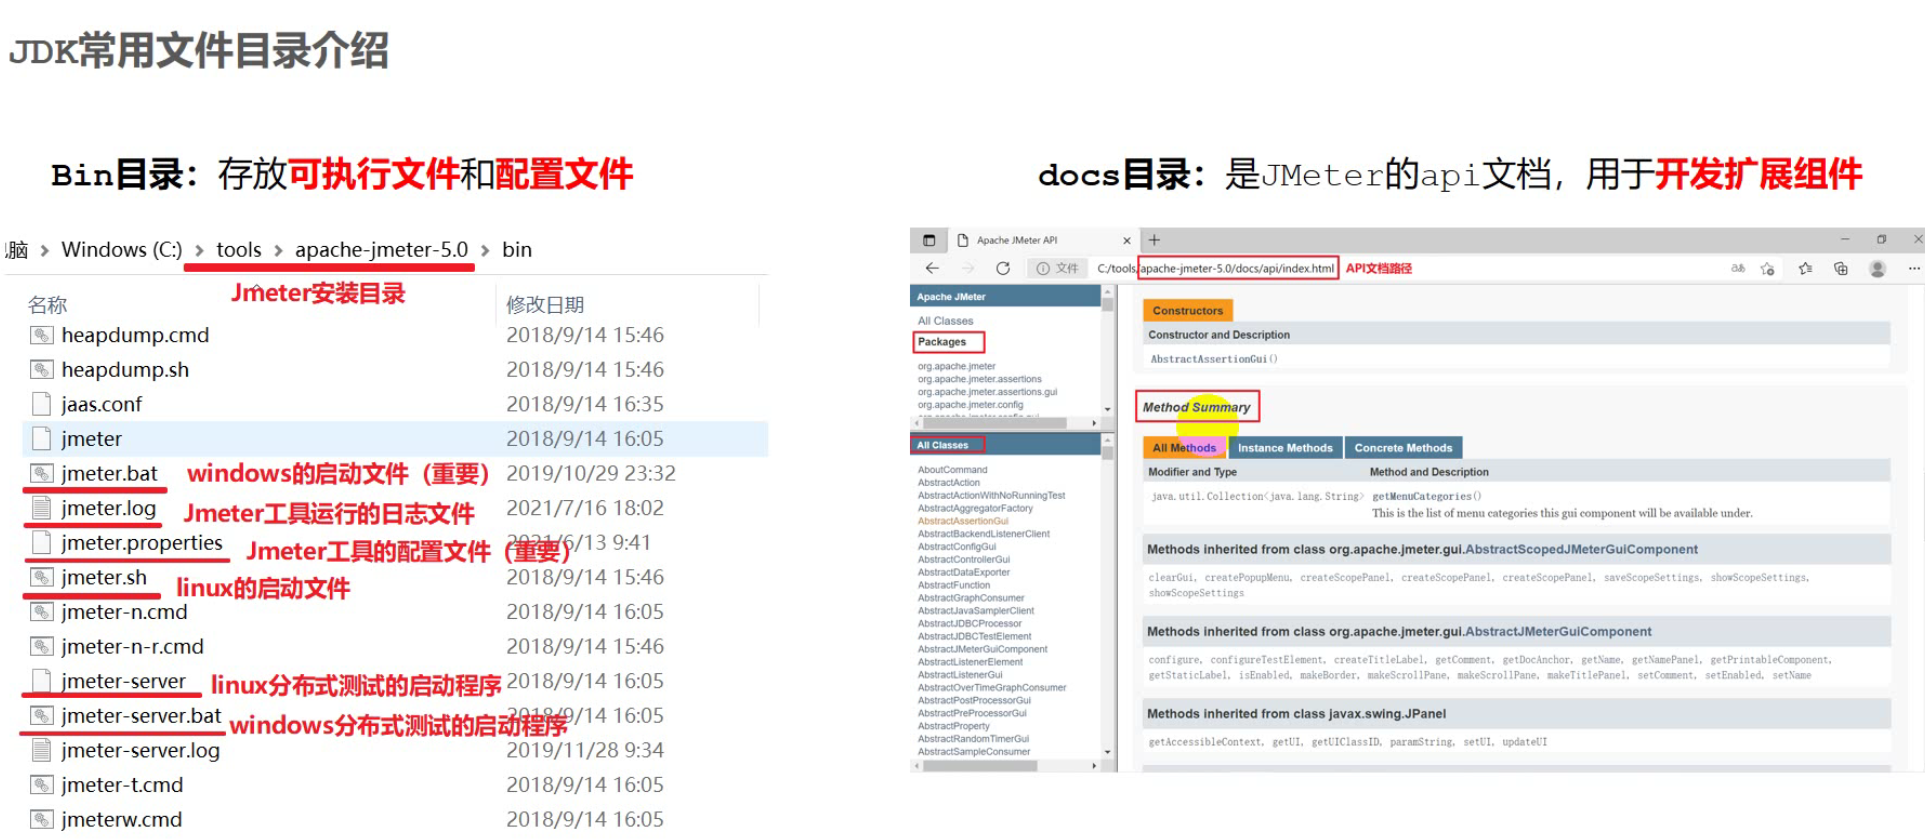 JDK常用文件目录介绍
Bin目录：存放可执行文件和配置文件
脑 > Windows (C:) > tools > apache-jmeter-5.0 > bin
Jmeter安装目录
名称 修改日期
heapdump.cmd 2018/9/14 15:46
heapdump.sh 2018/9/14 15:46
jaas.conf 2018/9/14 16:35
jmeter 2018/9/14 16:05
jmeter.bat windows的启动文件（重要） 2019/10/29 23:32
jmeter.log Jmeter工具运行的日志文件 2021/7/16 18:02
jmeter.properties Jmeter工具的配置文件（重要） 2021/6/13 9:41
jmeter.sh linux的启动文件 2018/9/14 15:46
jmeter-n.cmd 2018/9/14 16:05
jmeter-n-r.cmd 2018/9/14 15:46
jmeter-server linux分布式测试的启动程序 2018/9/14 16:05
jmeter-server.bat windows分布式测试的启动程序 2018/9/14 16:05
jmeter-server.log 2019/11/28 9:34
jmeter-t.cmd 2018/9/14 16:05
jmeterw.cmd 2018/9/14 16:05
docs目录：是JMeter的api文档，用于开发扩展组件
Apache JMeter API
文件 C:/tools/apache-jmeter-5.0/docs/api/index.html API文档路径
Apache JMeter
All Classes
Packages
org.apache.jmeter
org.apache.jmeter.assertions
org.apache.jmeter.assertions.gui
org.apache.jmeter.config
All Classes
AboutCommand
AbstractAction
AbstractActionWithNoRunningTest
AbstractAggregatorFactory
AbstractAssertionGui
AbstractBackendListenerClient
AbstractConfigGui
AbstractControllerGui
AbstractDataExporter
AbstractFunction
AbstractGraphConsumer
AbstractJavaSamplerClient
AbstractJDBCProcessor
AbstractJDBCTestElement
AbstractJMeterGuiComponent
AbstractListenerElement
AbstractListenerGui
AbstractOverTimeGraphConsumer
AbstractPostProcessorGui
AbstractPreProcessorGui
AbstractProperty
AbstractRandomTimerGui
AbstractSampleConsumer
Constructors
Constructor and Description
AbstractAssertionGui()
Method Summary
All Methods Instance Methods Concrete Methods
Modifier and Type Method and Description
java.util.Collection<java.lang.String> getMenuCategories()
This is the list of menu categories this gui component will be available under.
Methods inherited from class org.apache.jmeter.gui.AbstractScopedJMeterGuiComponent
clearGui, createPopupMenu, createScopePanel, createScopePanel, createScopePanel, saveScopeSettings, showScopeSettings,
showScopeSettings
Methods inherited from class org.apache.jmeter.gui.AbstractJMeterGuiComponent
configure, configureTestElement, createTitleLabel, getComment, getDocAnchor, getName, getNamePanel, getPrintableComponent,
getStaticLabel, isEnabled, makeBorder, makeScrollPane, makeScrollPane, makeTitlePanel, setComment, setEnabled, setName
Methods inherited from class javax.swing.JPanel
getAccessibleContext, getUI, getUIClassID, paramString, setUI, updateUI